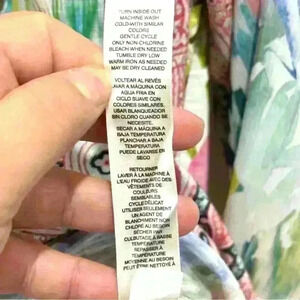 TURN INSIDE OUT
MACHINE WASH
COLD-WITH SIMILAR
COLORS
GENTLE CYCLE
ONLY NON-CHLORINE
BLEACH WHEN NEEDED
TUMBLE DRY LOW
WARM IRON AS NEEDED
MAY BE DRY CLEANED
VOLTEAR AL REVÉS
LAVAR A MÁQUINA CON
AGUA FRIA EN
CICLO SUAVE CON
COLORES SIMILARES.
USAR BLANQUEADOR
SIN CLORO CUANDO SE
NECESITE.
SECAR A MÁQUINA A
BAJA TEMPERATURA
PLANCHAR A BAJA
TEMPERATURA
PUEDE LAVARSE EN
SECO
RETOURNER
LAVER À LA MACHINE À
L'EAU FROIDE AVEC DES
VÊTEMENTS DE
COULEURS
SEMBLABLES
CYCLE DÉLICAT
UTILISER SEULEMENT
UN AGENT DE
BLANCHIMENT NON
CHLORÉ AU BESOIN
SÉCHER PAR
CULBUTAGE À BASSE
TEMPÉRATURE
REPASSER À
TEMPÉRATURE
MOYENNE AU BESOIN
PEUT ÊTRE NETTOYÉ À